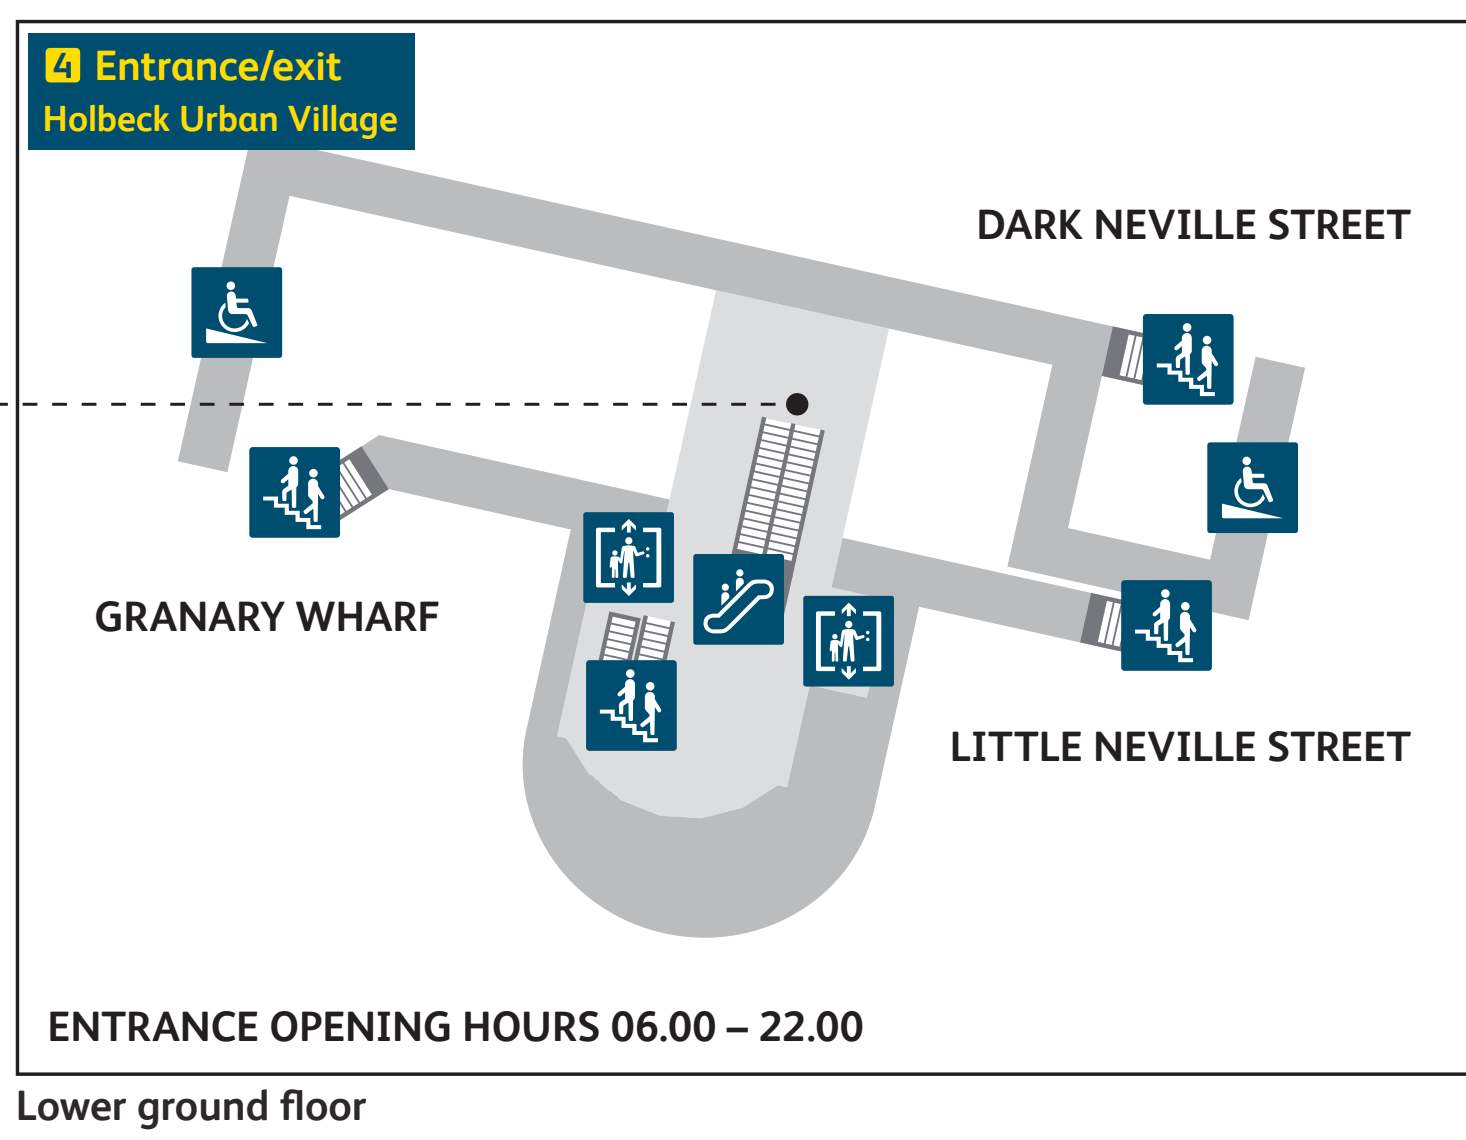 4 Entrance/exit
Holbeck Urban Village
DARK NEVILLE STREET
GRANARY WHARF
LITTLE NEVILLE STREET
ENTRANCE OPENING HOURS 06.00 – 22.00
Lower ground floor